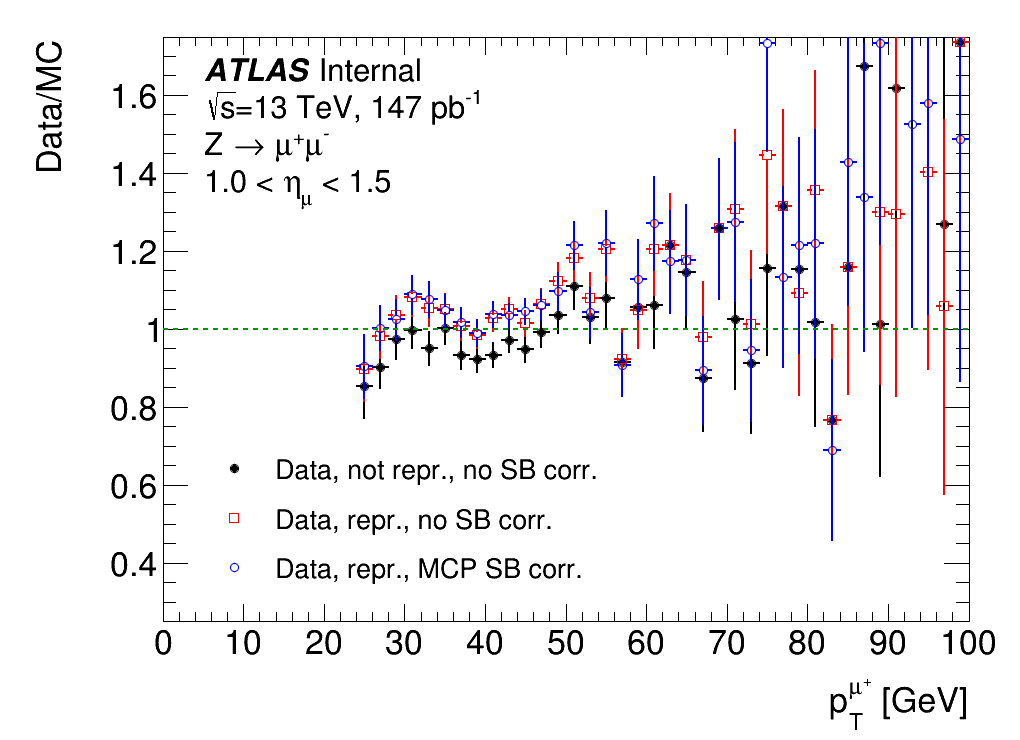 Data/MC
ATLAS Internal
√s=13 TeV, 147 pb⁻¹
Z → μ⁺μ⁻
1.0 < η_μ < 1.5
1.6
1.4
1.2
1
0.8
0.6
0.4
Data, not repr., no SB corr.
Data, repr., no SB corr.
Data, repr., MCP SB corr.
0 10 20 30 40 50 60 70 80 90 100
p_T^μ⁺ [GeV]